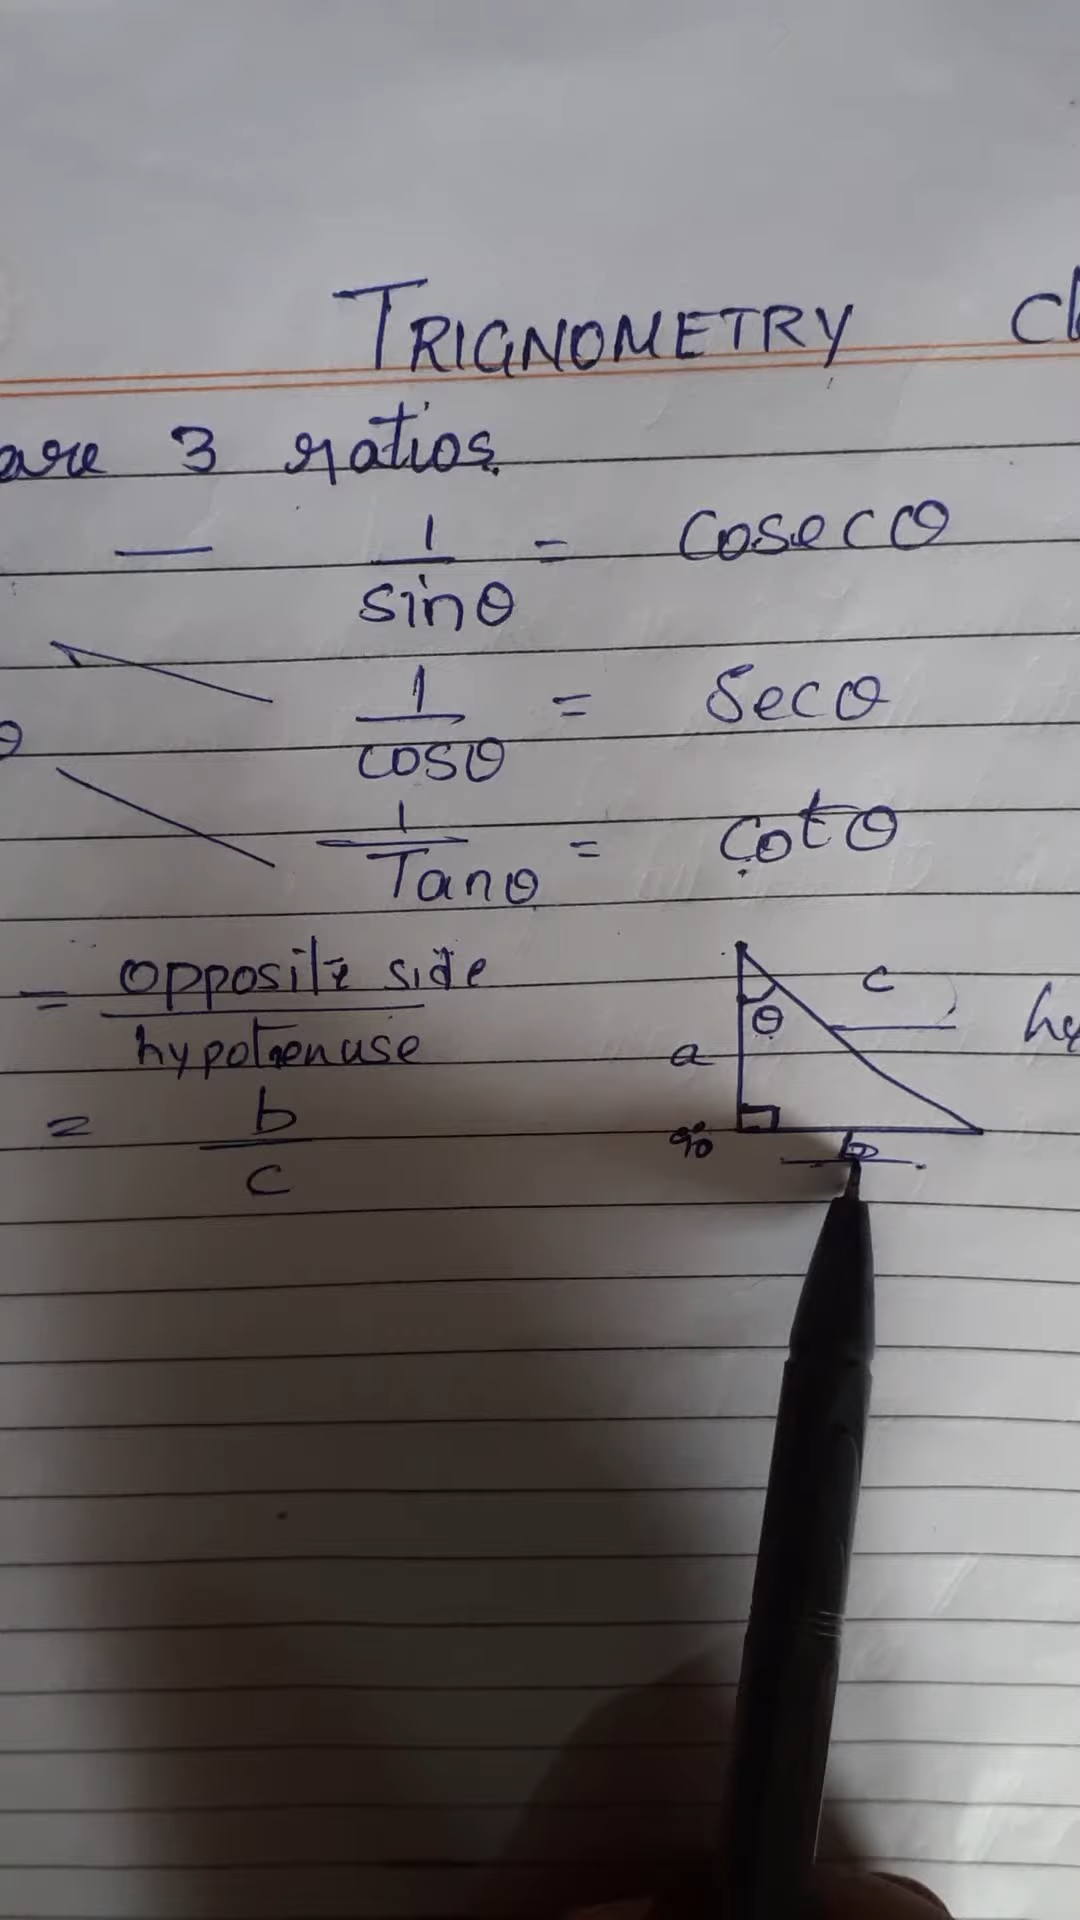 TRIGNOMETRY
are 3 ratios.
— 1/sinθ = cosecθ
1/cosθ = Secθ
θ
1/Tanθ = cotθ
= opposite side / hypotenuse
θ c
a
= b/c
90° b